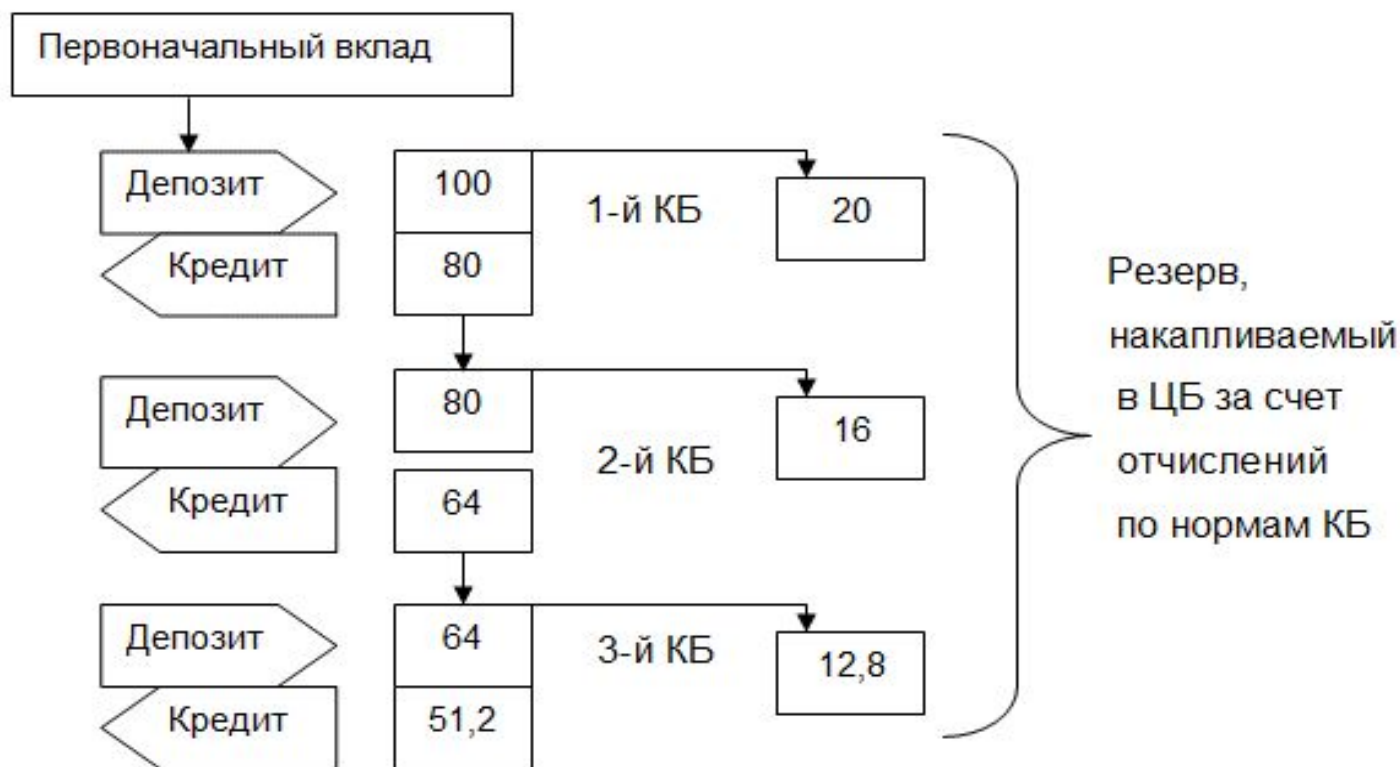 Первоначальный вклад
Депозит
100
1-й КБ
20
Кредит
80
Депозит
80
2-й КБ
16
Кредит
64
Депозит
64
3-й КБ
12,8
Кредит
51,2
Резерв,
накапливаемый
в ЦБ за счет
отчислений
по нормам КБ